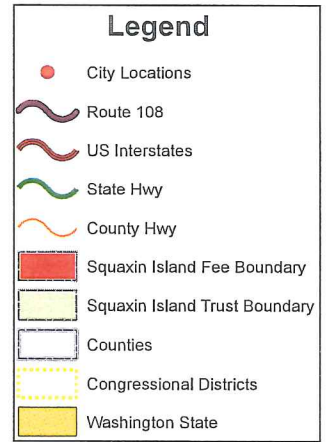 Legend
City Locations
Route 108
US Interstates
State Hwy
County Hwy
Squaxin Island Fee Boundary
Squaxin Island Trust Boundary
Counties
Congressional Districts
Washington State